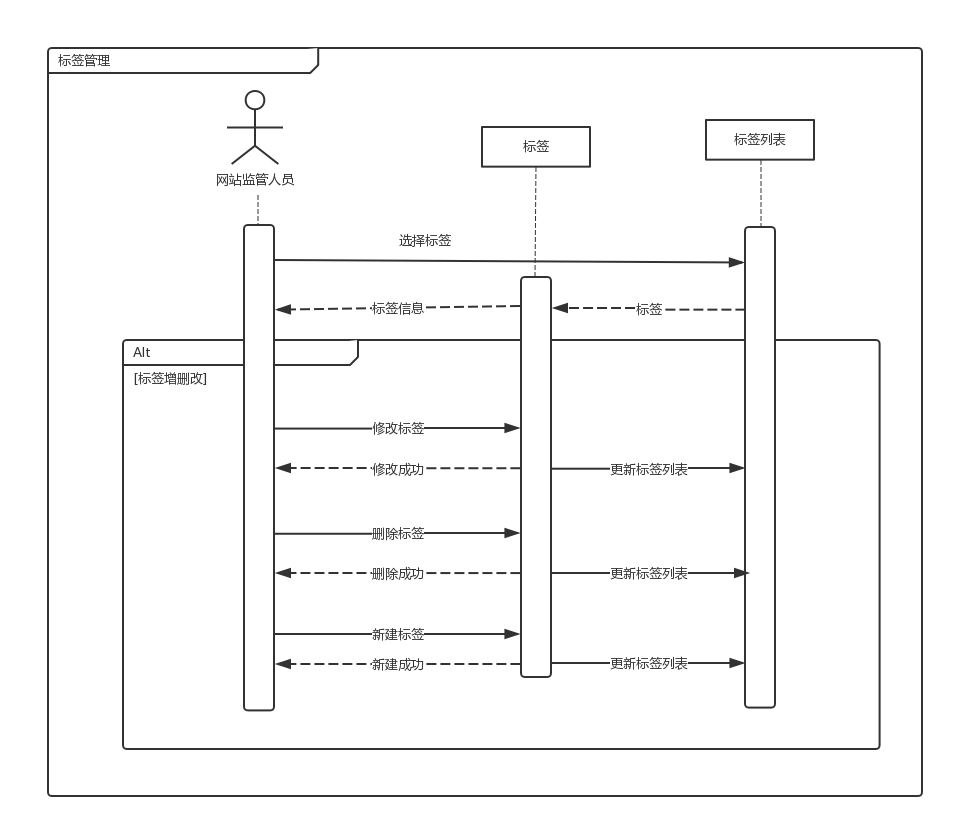 标签管理
网站监管人员
标签
标签列表
选择标签
标签信息
标签
Alt
[标签增删改]
修改标签
修改成功
更新标签列表
删除标签
删除成功
更新标签列表
新建标签
新建成功
更新标签列表